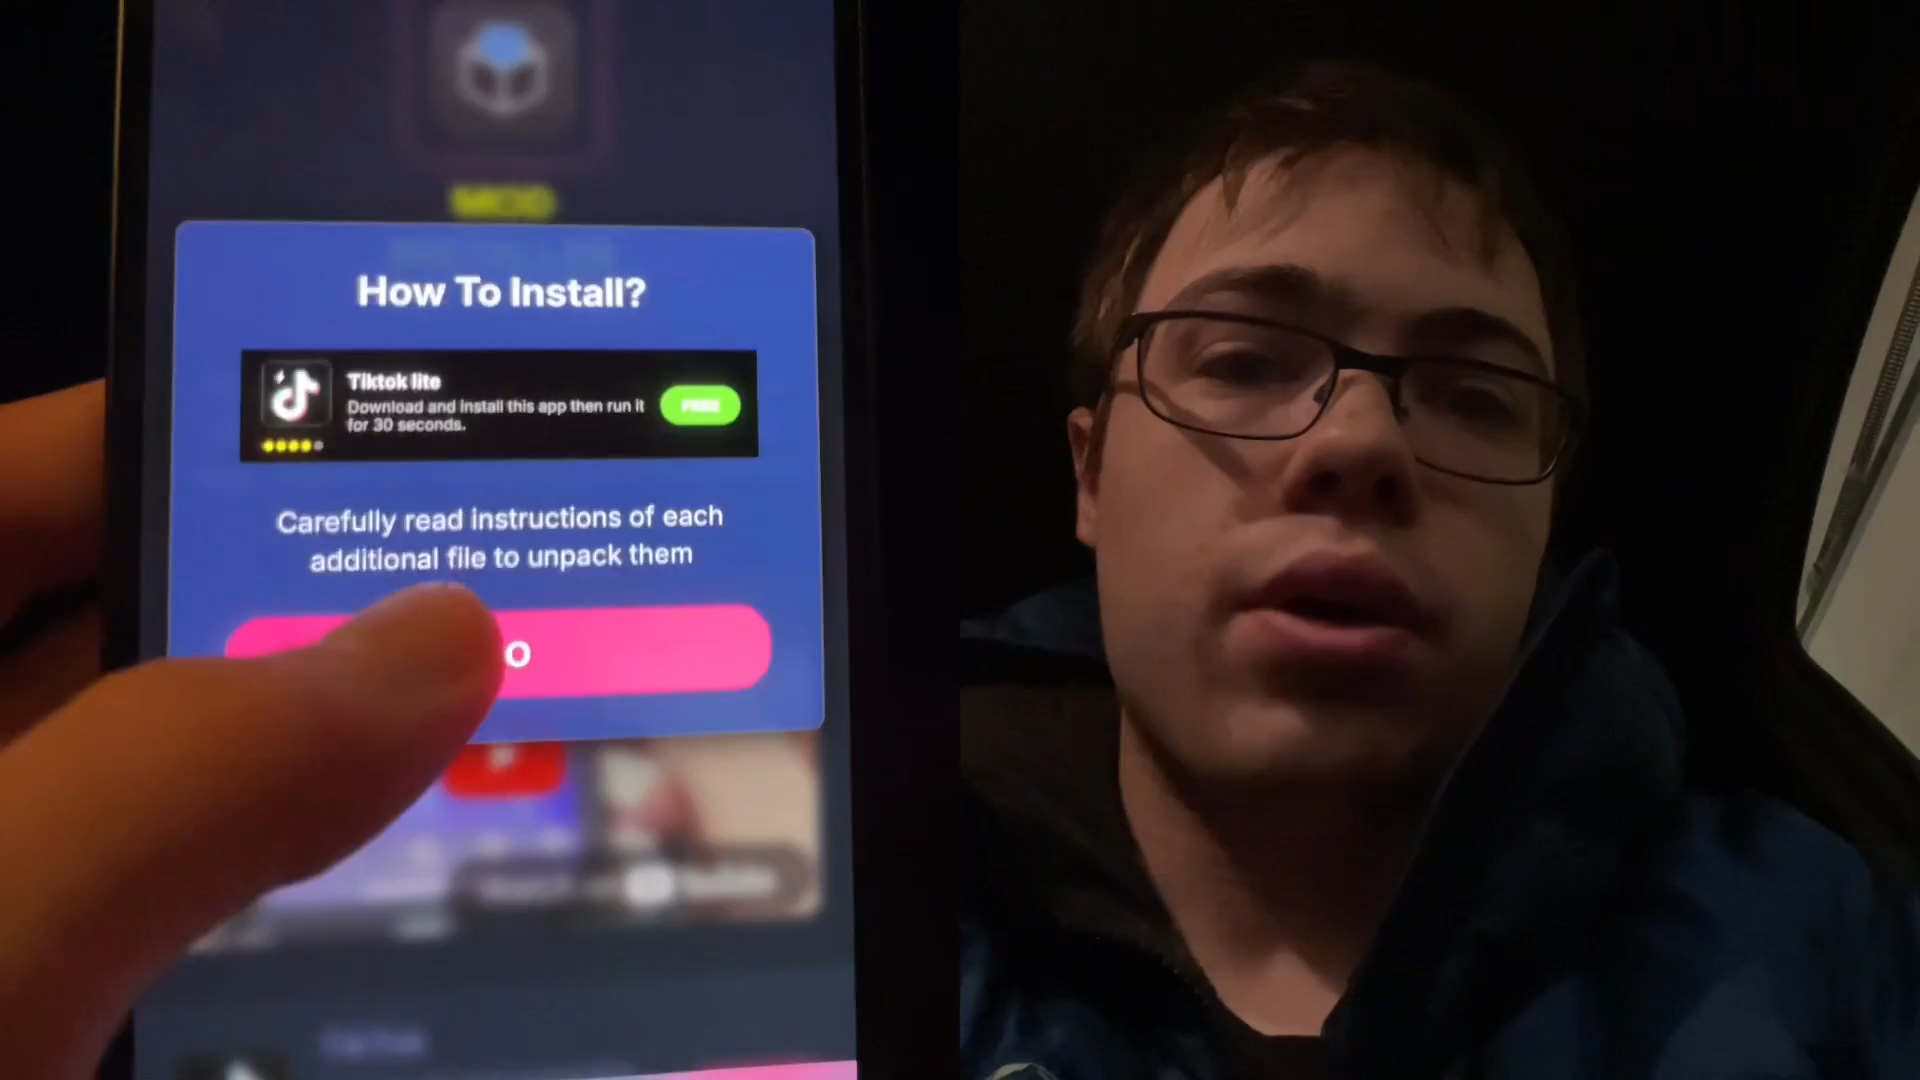 How To Install?
Tiktok lite
Download and install this app then run it
for 30 seconds.
FREE
Carefully read instructions of each
additional file to unpack them
O